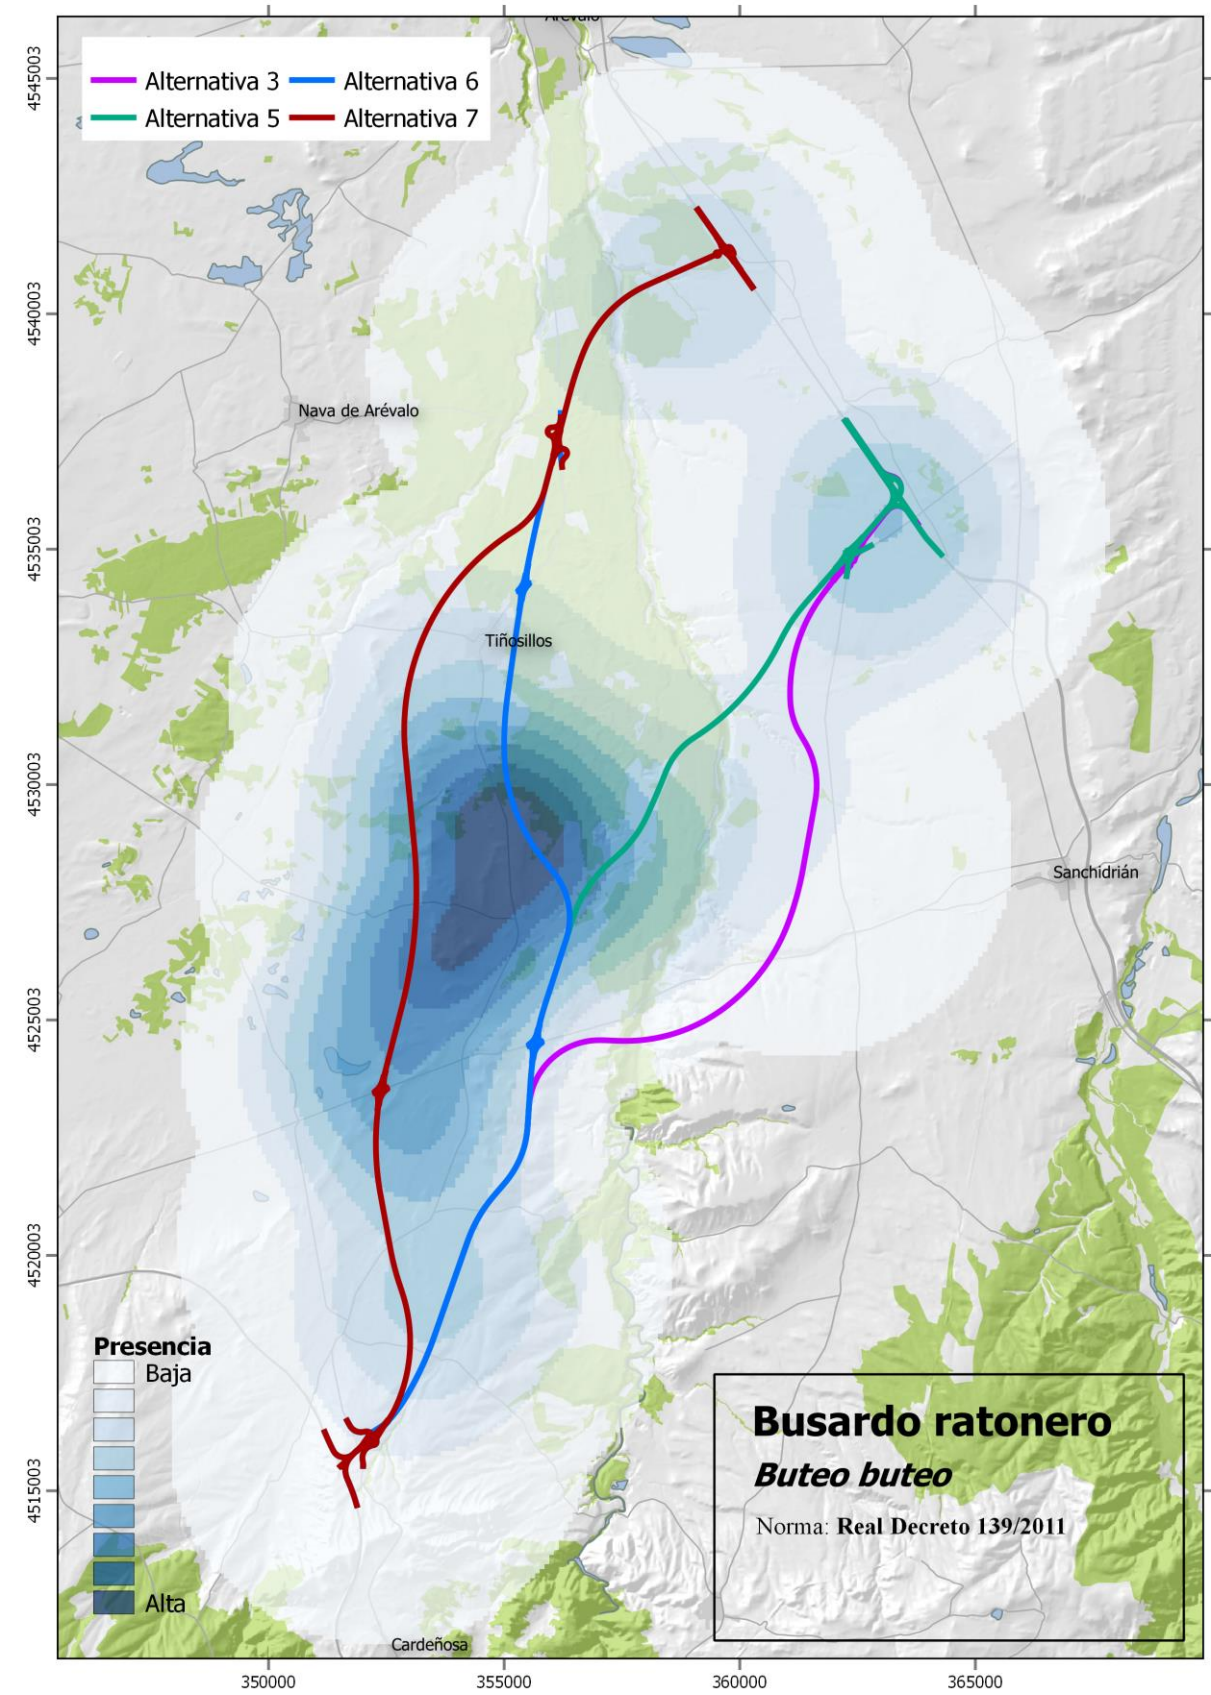 Arévalo
Alternativa 3
Alternativa 6
Alternativa 5
Alternativa 7
4545003
4540003
4535003
4530003
4525003
4520003
4515003
Nava de Arévalo
Tiñosillos
Sanchidrián
Cardeñosa
Presencia
Baja
Alta
Busardo ratonero
Buteo buteo
Norma: Real Decreto 139/2011
350000
355000
360000
365000